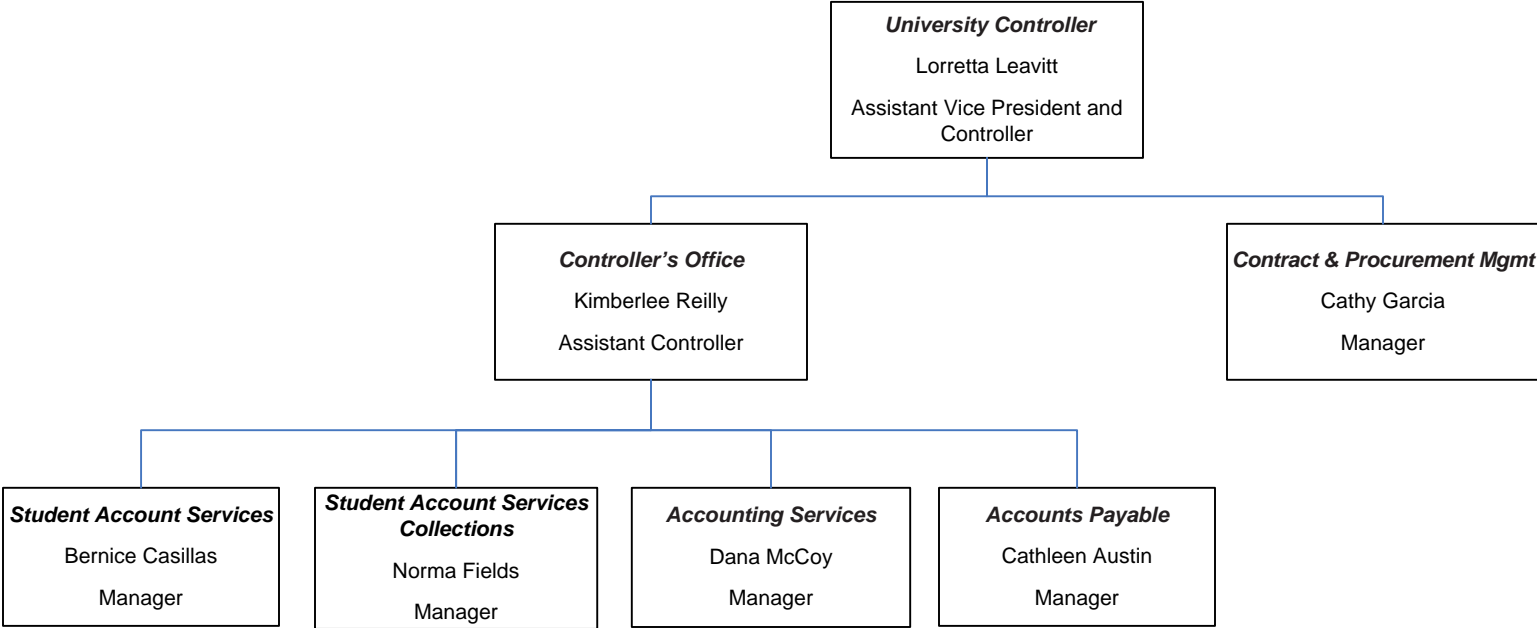 University Controller
Lorretta Leavitt
Assistant Vice President and
Controller
Controller’s Office
Kimberlee Reilly
Assistant Controller
Contract & Procurement Mgmt
Cathy Garcia
Manager
Student Account Services
Bernice Casillas
Manager
Student Account Services
Collections
Norma Fields
Manager
Accounting Services
Dana McCoy
Manager
Accounts Payable
Cathleen Austin
Manager